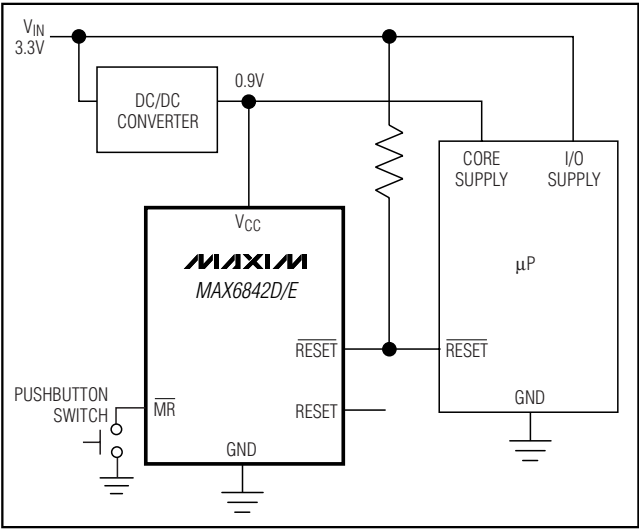 VIN
3.3V
0.9V
DC/DC
CONVERTER
CORE
SUPPLY
I/O
SUPPLY
VCC
MAXIM
MAX6842D/E
μP
RESET
RESET
PUSHBUTTON
SWITCH
MR
RESET
GND
GND